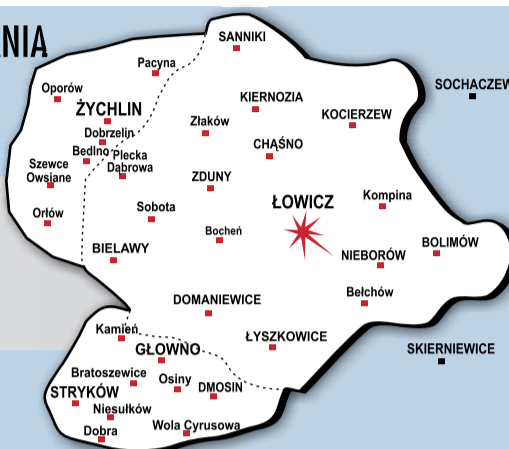 ANIA
SANNIKI
Pacyna
Oporów
SOCHACZEW
KIERNOZIA
ŻYCHLIN
KOCIERZEW
Złaków
Dobrzelin
CHĄŚNO
Bedlno
Plecka
Dąbrowa
Szewce
Owsiane
ZDUNY
ŁOWICZ
Kompina
Orłów
Sobota
Bocheń
BOLIMÓW
BIELAWY
NIEBORÓW
Bełchów
DOMANIEWICE
Kamień
ŁYSZKOWICE
GŁOWNO
SKIERNIEWICE
Bratoszewice
Osiny
DMOSIN
STRYKÓW
Niesułków
Dobra
Wola Cyrusowa